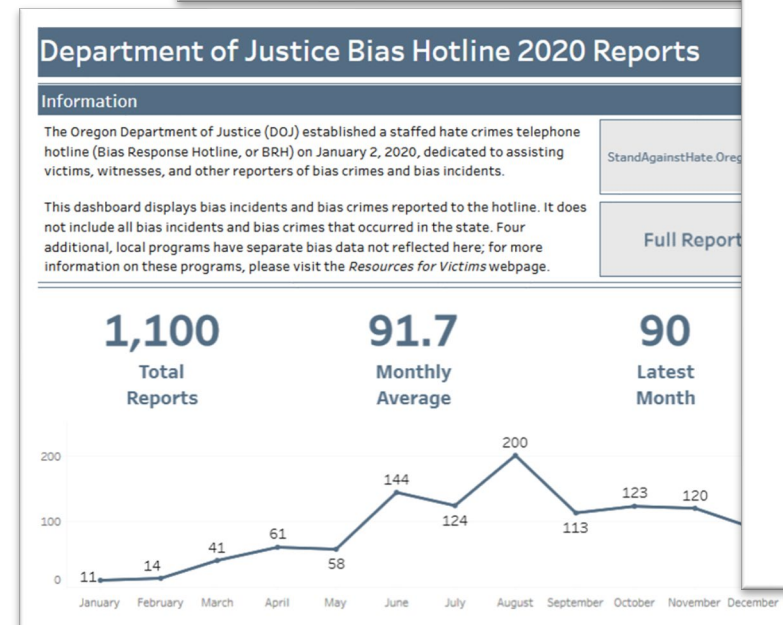 Department of Justice Bias Hotline 2020 Reports
Information
The Oregon Department of Justice (DOJ) established a staffed hate crimes telephone
hotline (Bias Response Hotline, or BRH) on January 2, 2020, dedicated to assisting
victims, witnesses, and other reporters of bias crimes and bias incidents.
This dashboard displays bias incidents and bias crimes reported to the hotline. It does
not include all bias incidents and bias crimes that occurred in the state. Four
additional, local programs have separate bias data not reflected here; for more
information on these programs, please visit the Resources for Victims webpage.
StandAgainstHate.Oreg
Full Report
1,100
Total
Reports
91.7
Monthly
Average
90
Latest
Month
200
100
0
11
14
41
61
58
144
124
200
113
123
120
January February March April May June July August September October November December